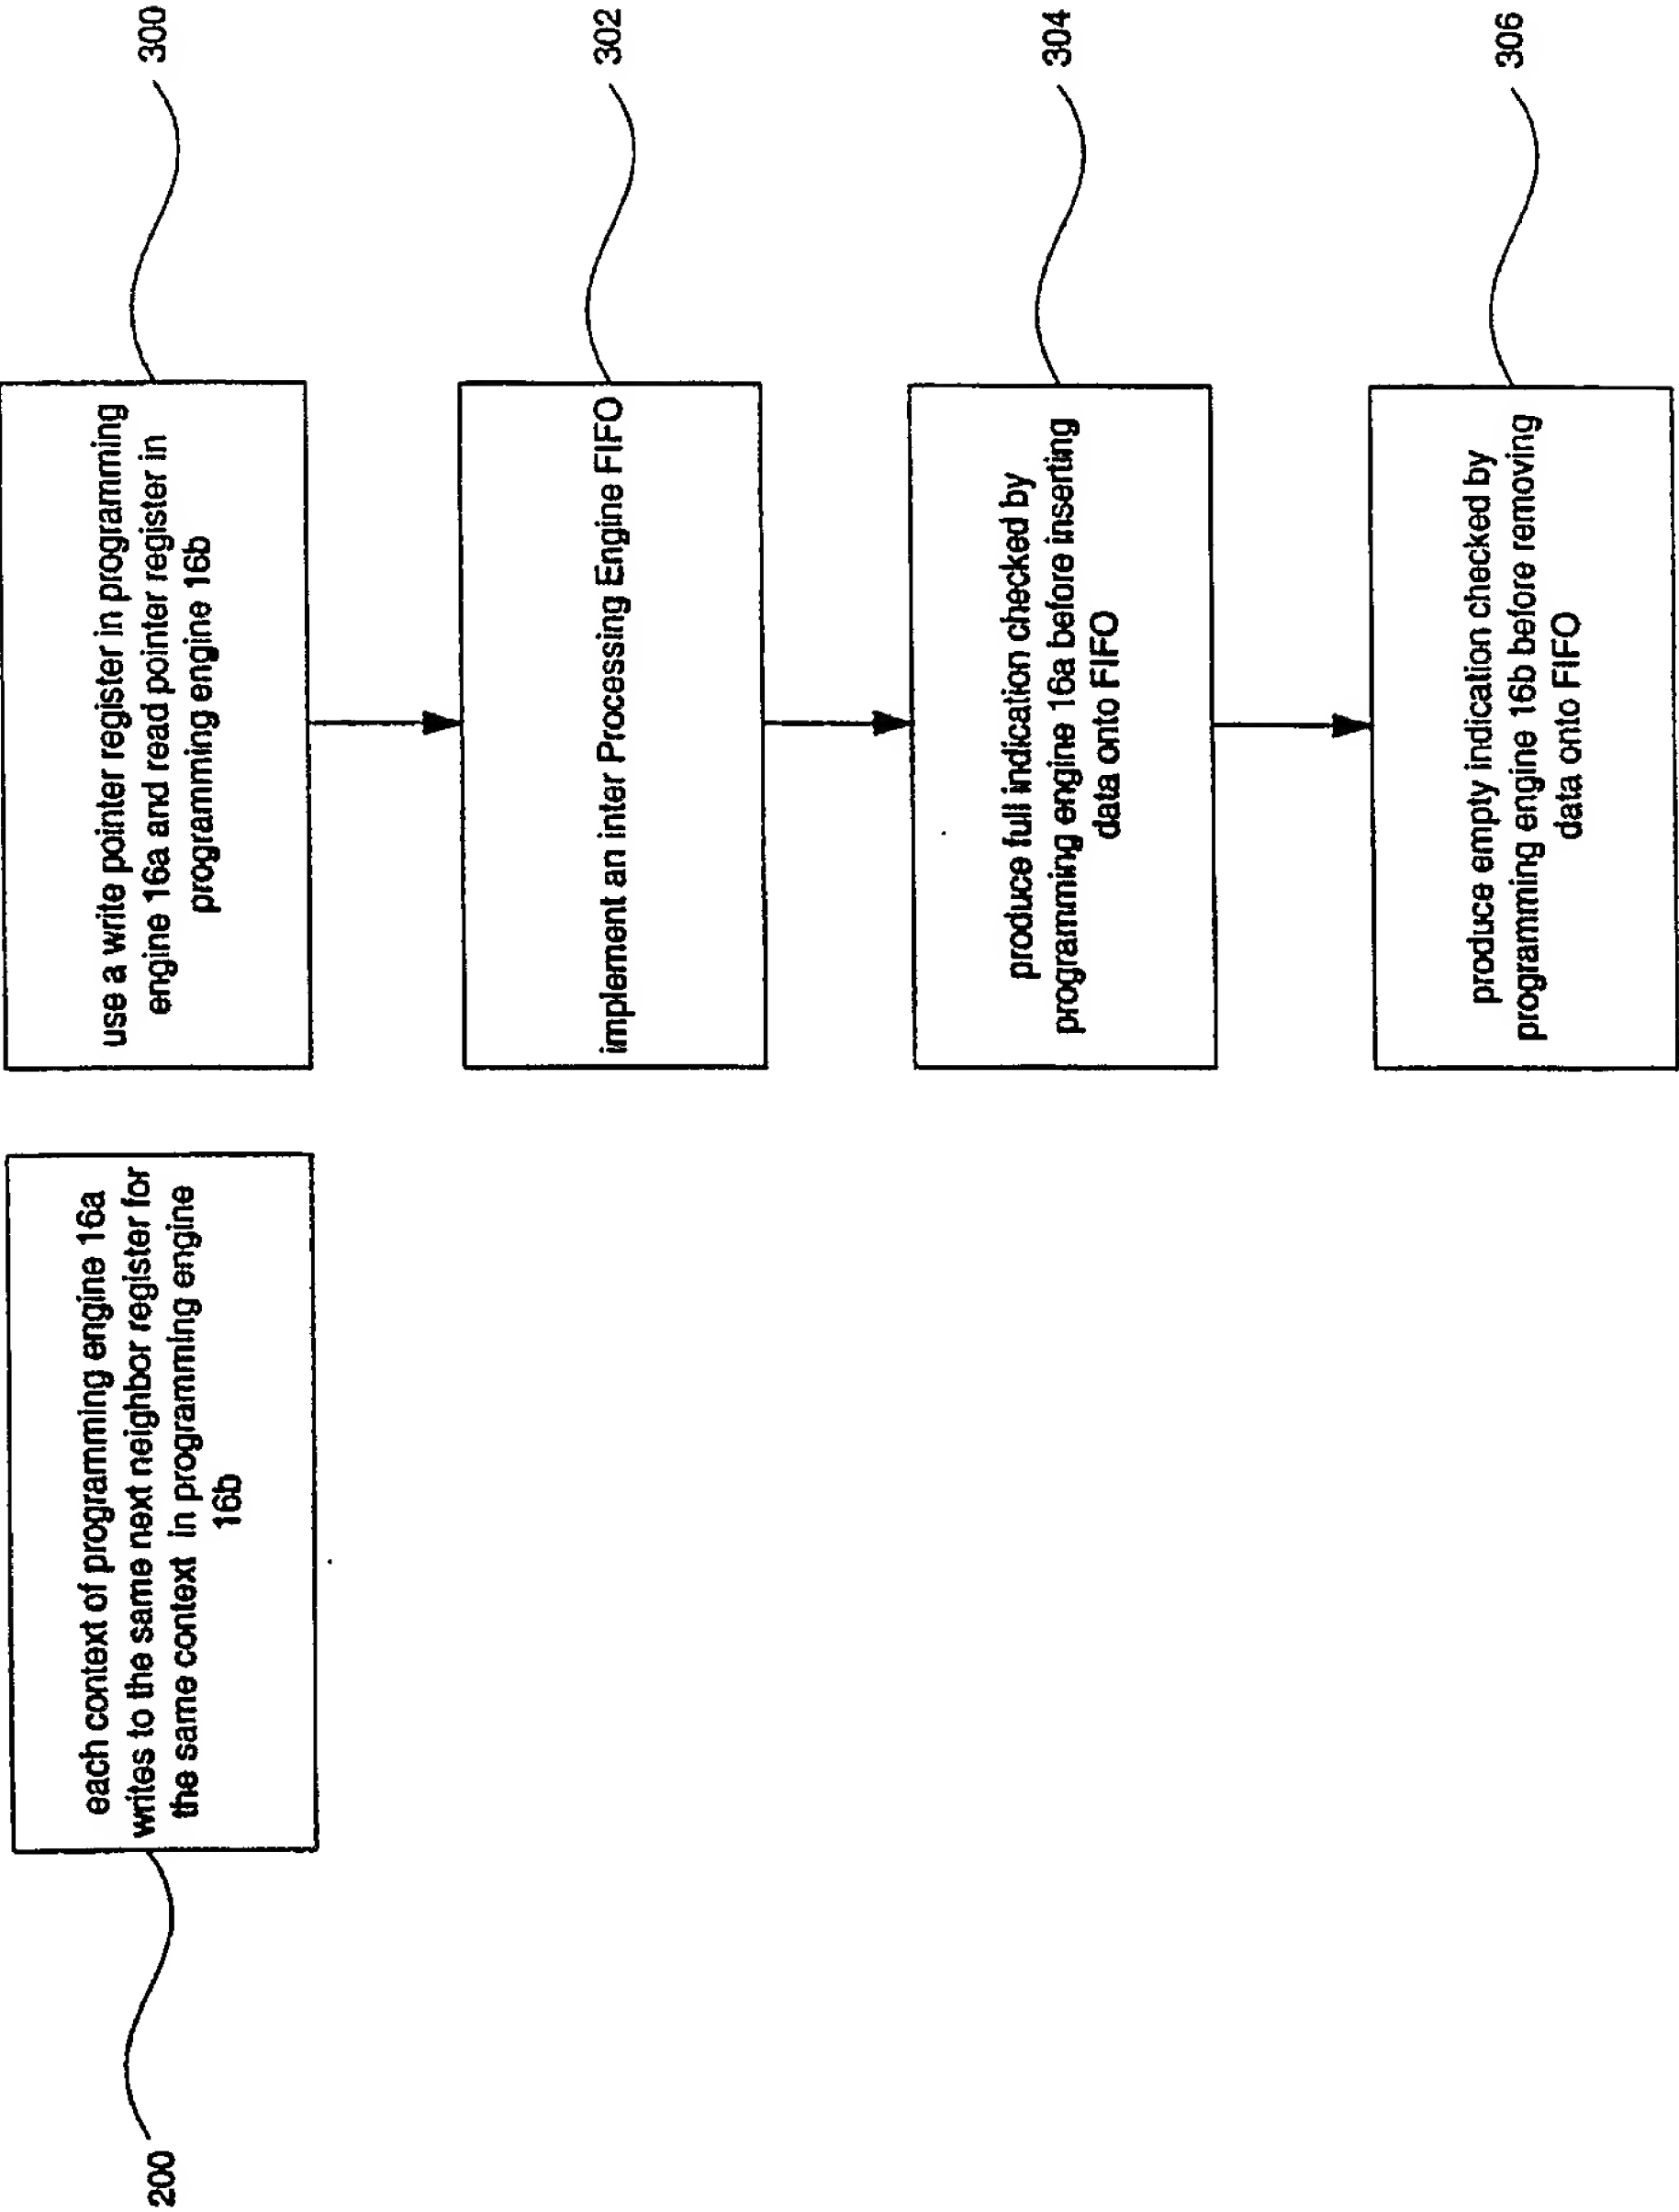 200
each context of programming engine 16a
writes to the same next neighbor register for
the same context in programming engine
16b
use a write pointer register in programming
engine 16a and read pointer register in
programming engine 16b
300
implement an inter Processing Engine FIFO
302
produce full indication checked by
programming engine 16a before inserting
data onto FIFO
304
produce empty indication checked by
programming engine 16b before removing
data onto FIFO
306